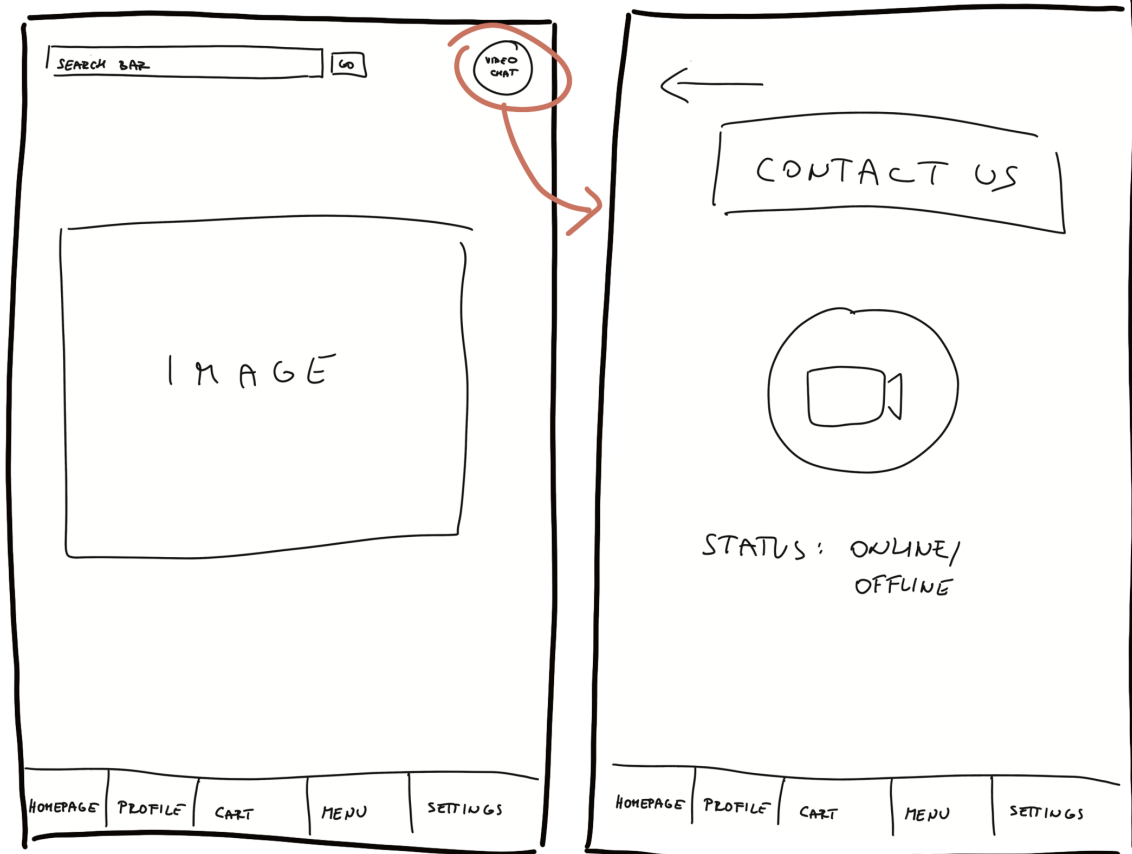 SEARCH BAR
GO
VIDEO
CHAT
IMAGE
HOMEPAGE
PROFILE
CART
MENU
SETTINGS
CONTACT US
STATUS: ONLINE/
OFFLINE
HOMEPAGE
PROFILE
CART
MENU
SETTINGS